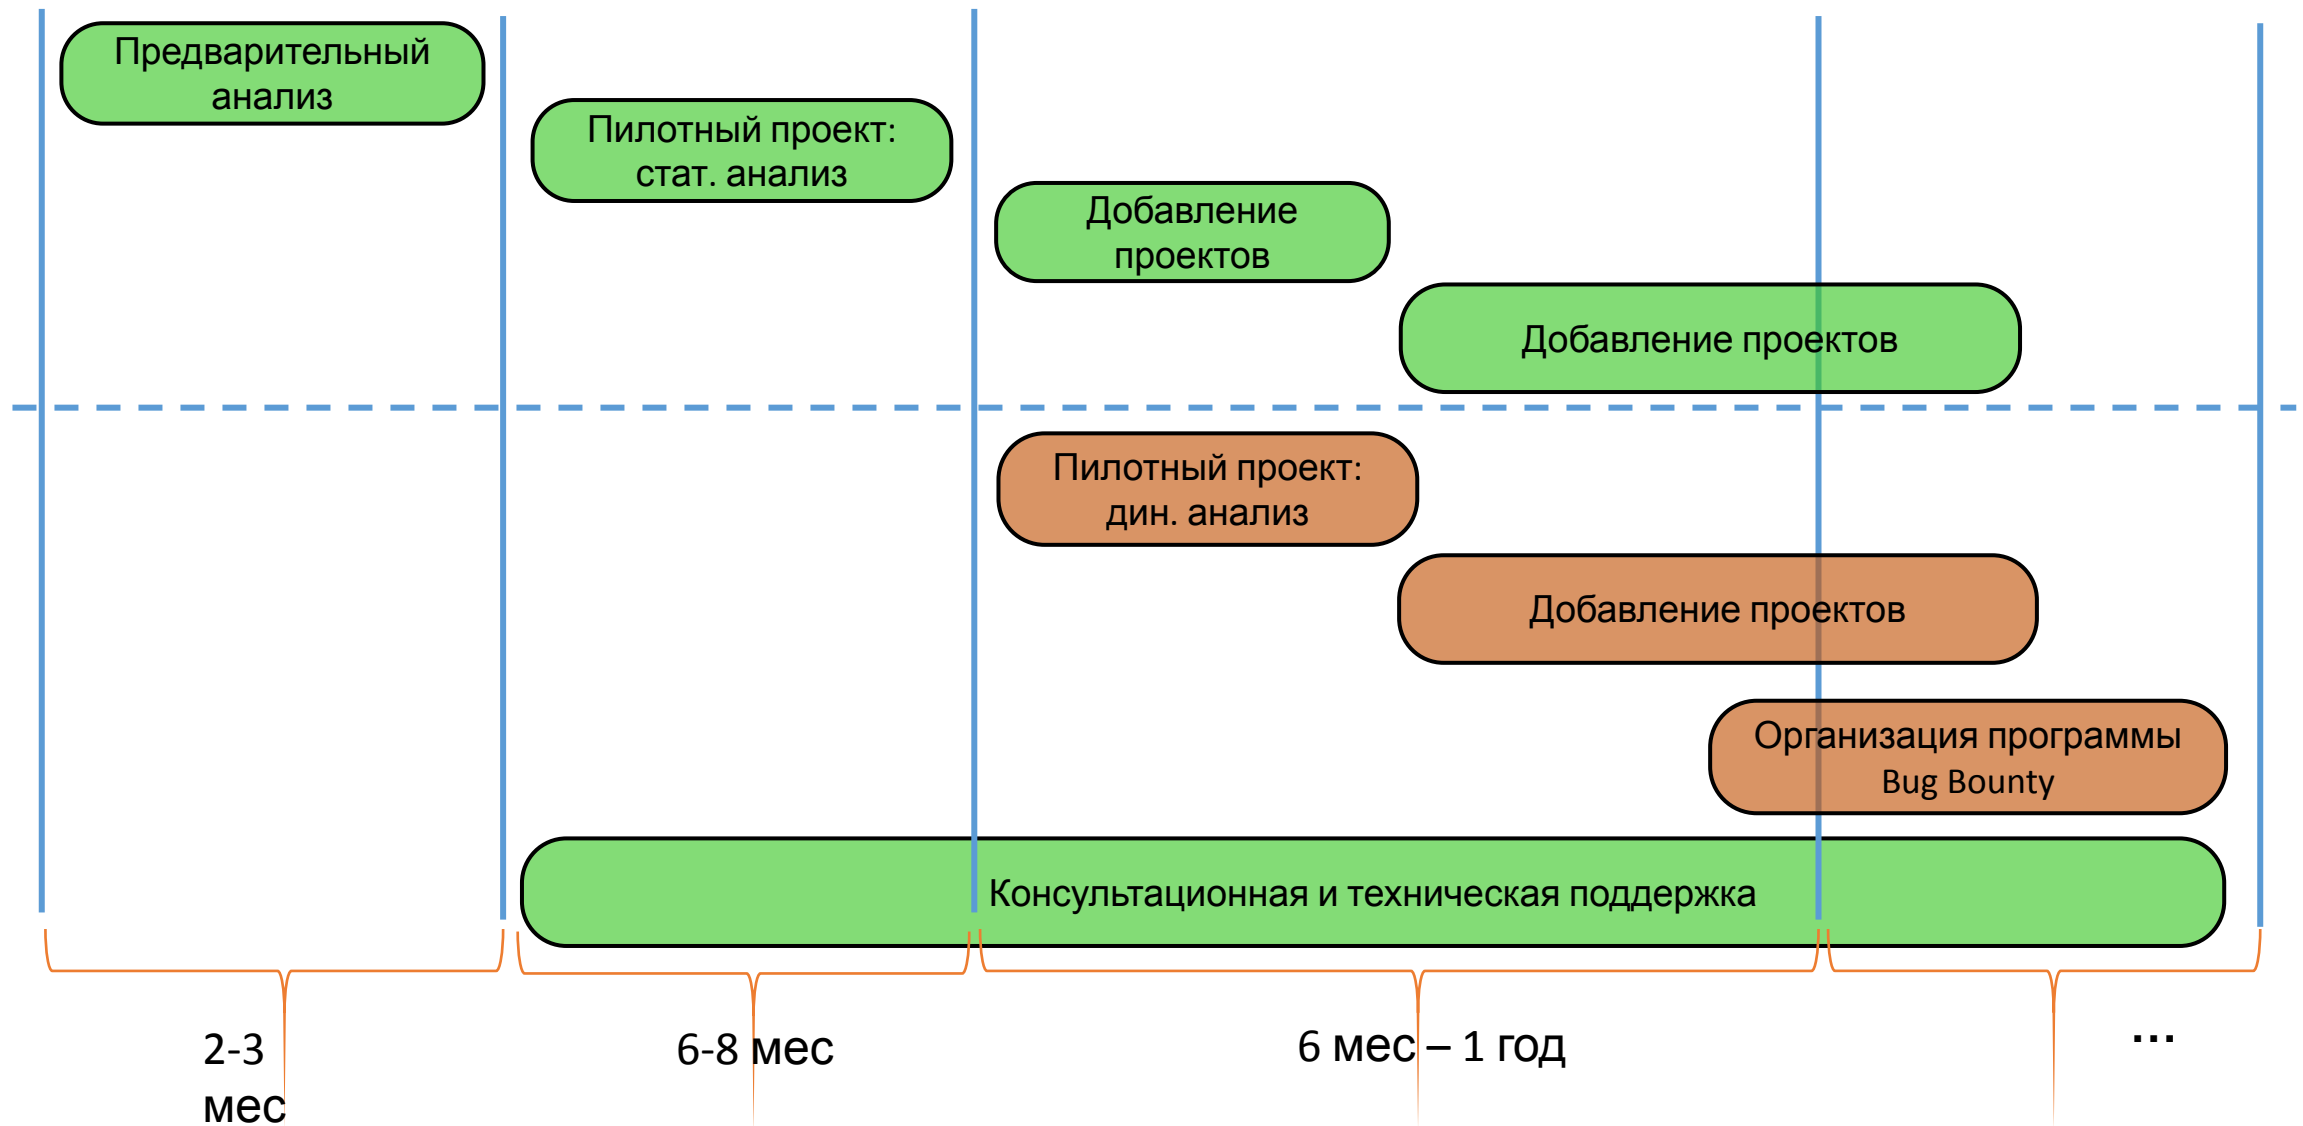 Предварительный
анализ
Пилотный проект:
стат. анализ
Добавление
проектов
Добавление проектов
Пилотный проект:
дин. анализ
Добавление проектов
Организация программы
Bug Bounty
Консультационная и техническая поддержка
2-3
мес
6-8 мес
6 мес – 1 год
...